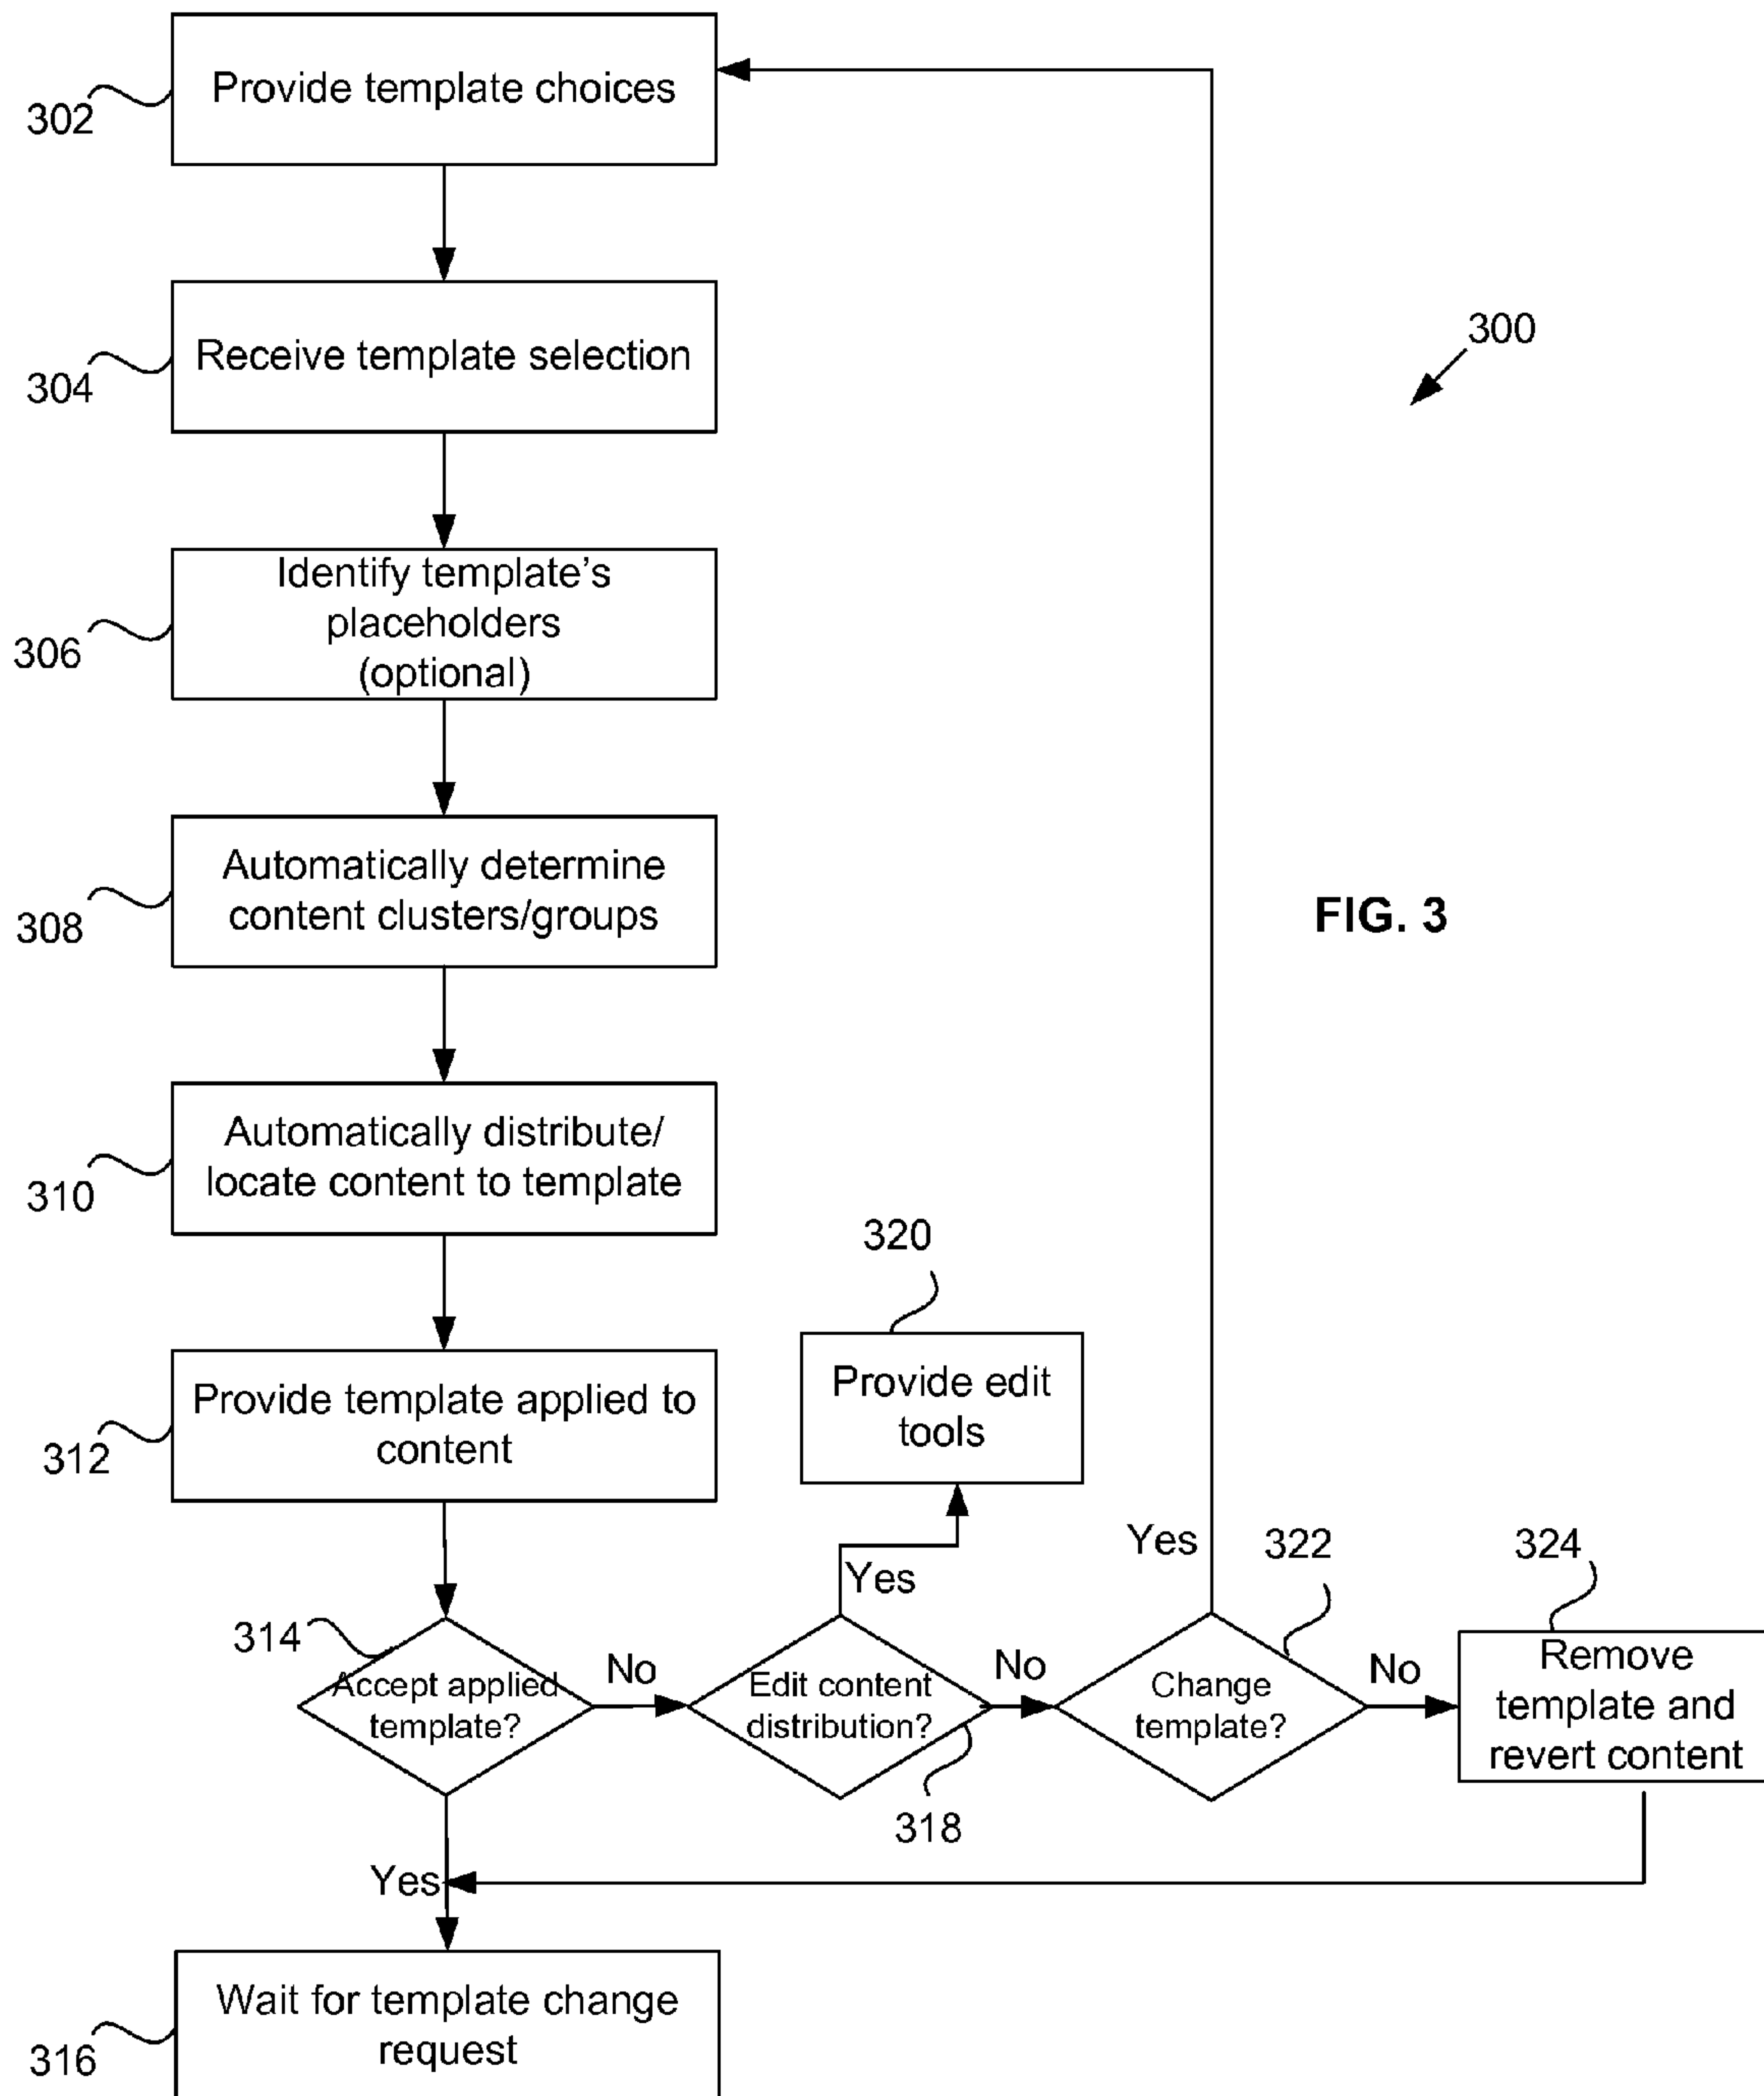 Provide template choices
302
Receive template selection
304
300
Identify template’s
placeholders
(optional)
306
Automatically determine
content clusters/groups
308
FIG. 3
Automatically distribute/
locate content to template
310
320
Provide edit
tools
Provide template applied to
content
312
Yes
Yes
322
324
314
Accept applied
template?
No
Edit content
distribution?
No
Change
template?
No
Remove
template and
revert content
318
Yes
Wait for template change
request
316